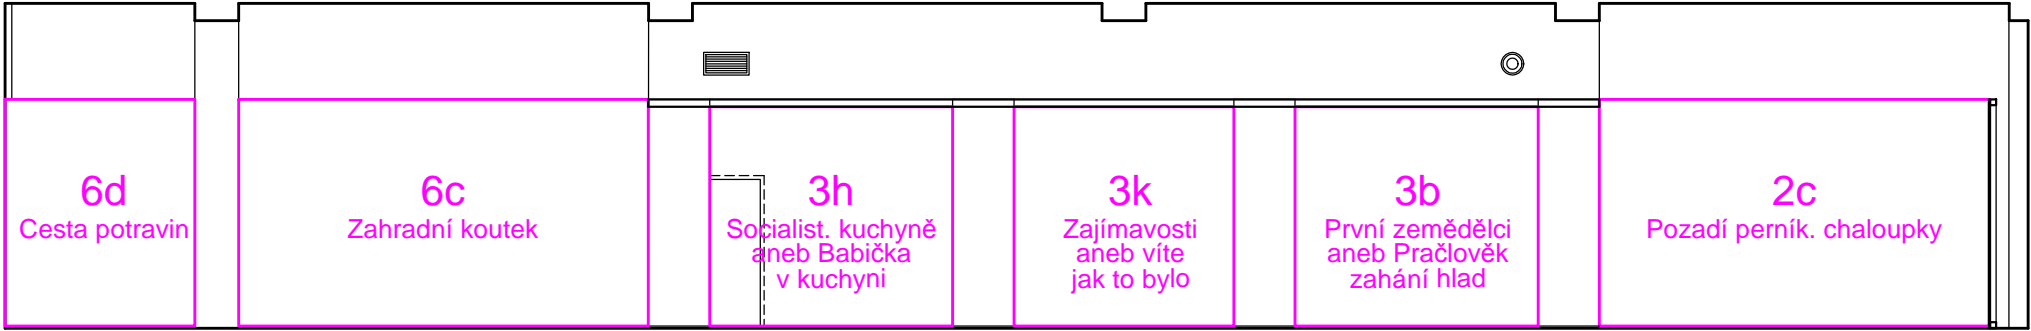 6d
Cesta potravin
6c
Zahradní koutek
3h
Socialist. kuchyně
aneb Babička
v kuchyni
3k
Zajímavosti
aneb víte
jak to bylo
3b
První zemědělci
aneb Pračlověk
zahání hlad
2c
Pozadí perník. chaloupky